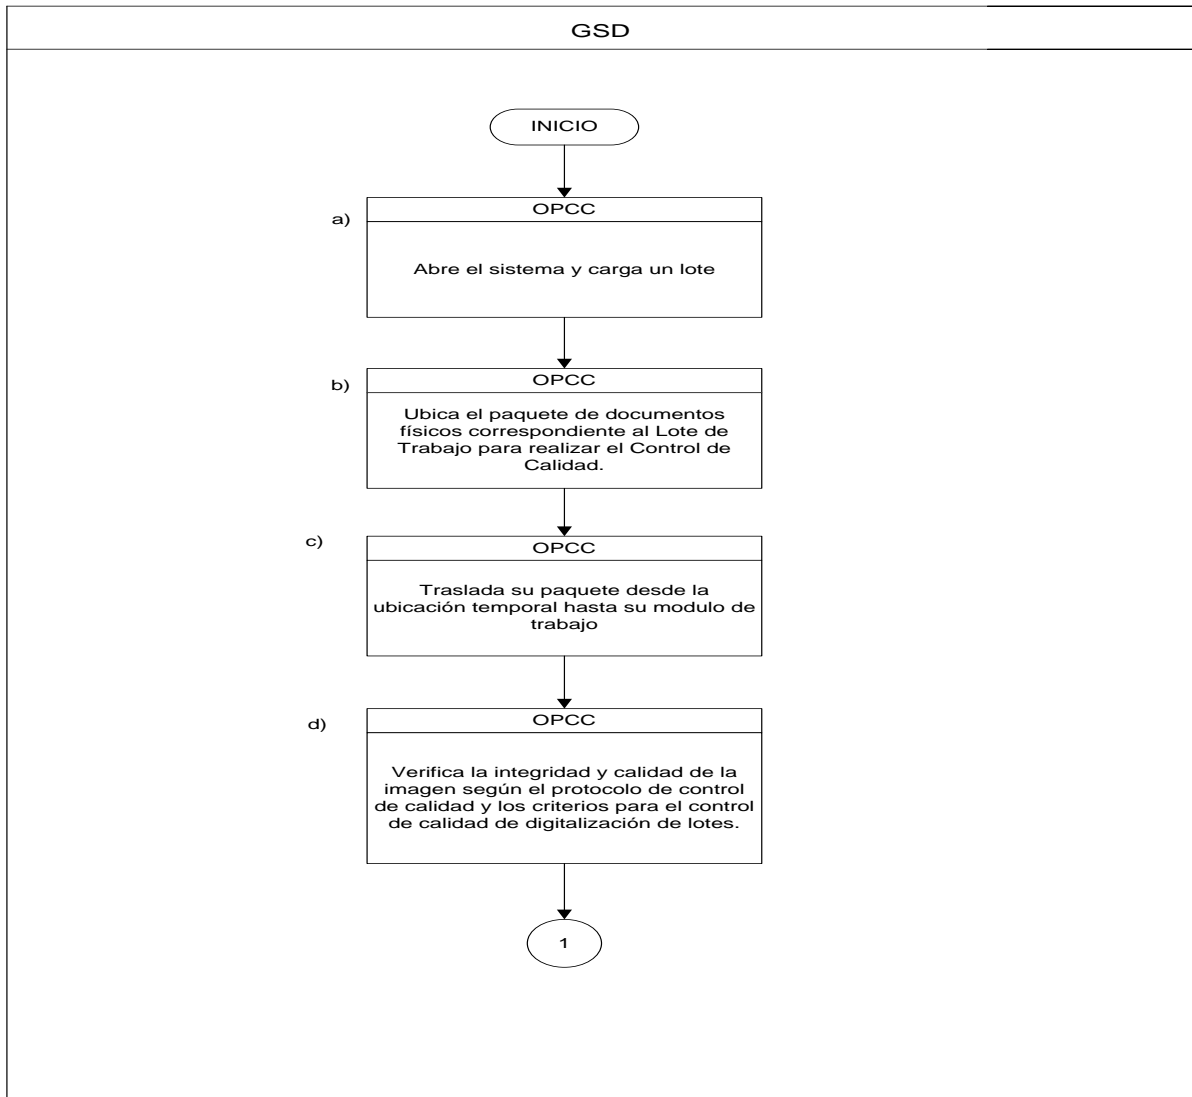 GSD
INICIO
a)
OPCC
Abre el sistema y carga un lote
b)
OPCC
Ubica el paquete de documentos
físicos correspondiente al Lote de
Trabajo para realizar el Control de
Calidad.
c)
OPCC
Traslada su paquete desde la
ubicación temporal hasta su modulo de
trabajo
d)
OPCC
Verifica la integridad y calidad de la
imagen según el protocolo de control
de calidad y los criterios para el control
de calidad de digitalización de lotes.
1